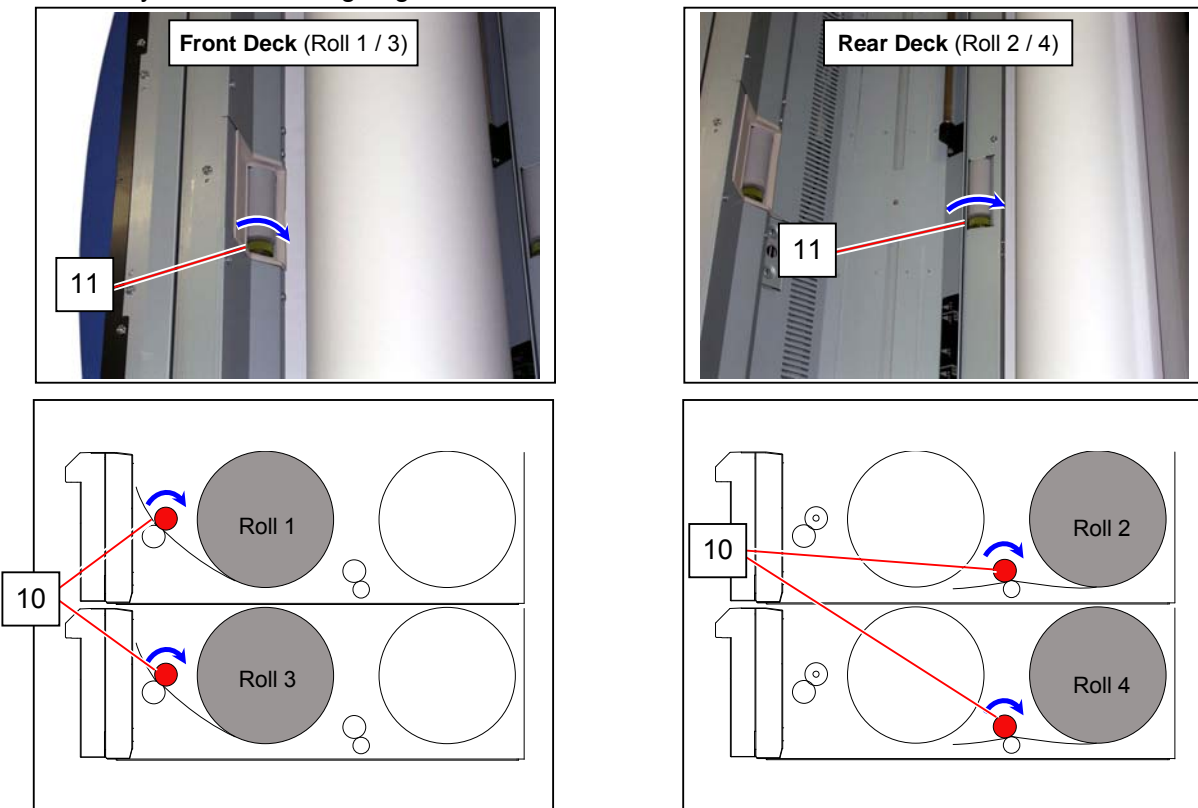 Front Deck (Roll 1 / 3)
11
Rear Deck (Roll 2 / 4)
11
Roll 1
10
Roll 3
Roll 2
10
Roll 4